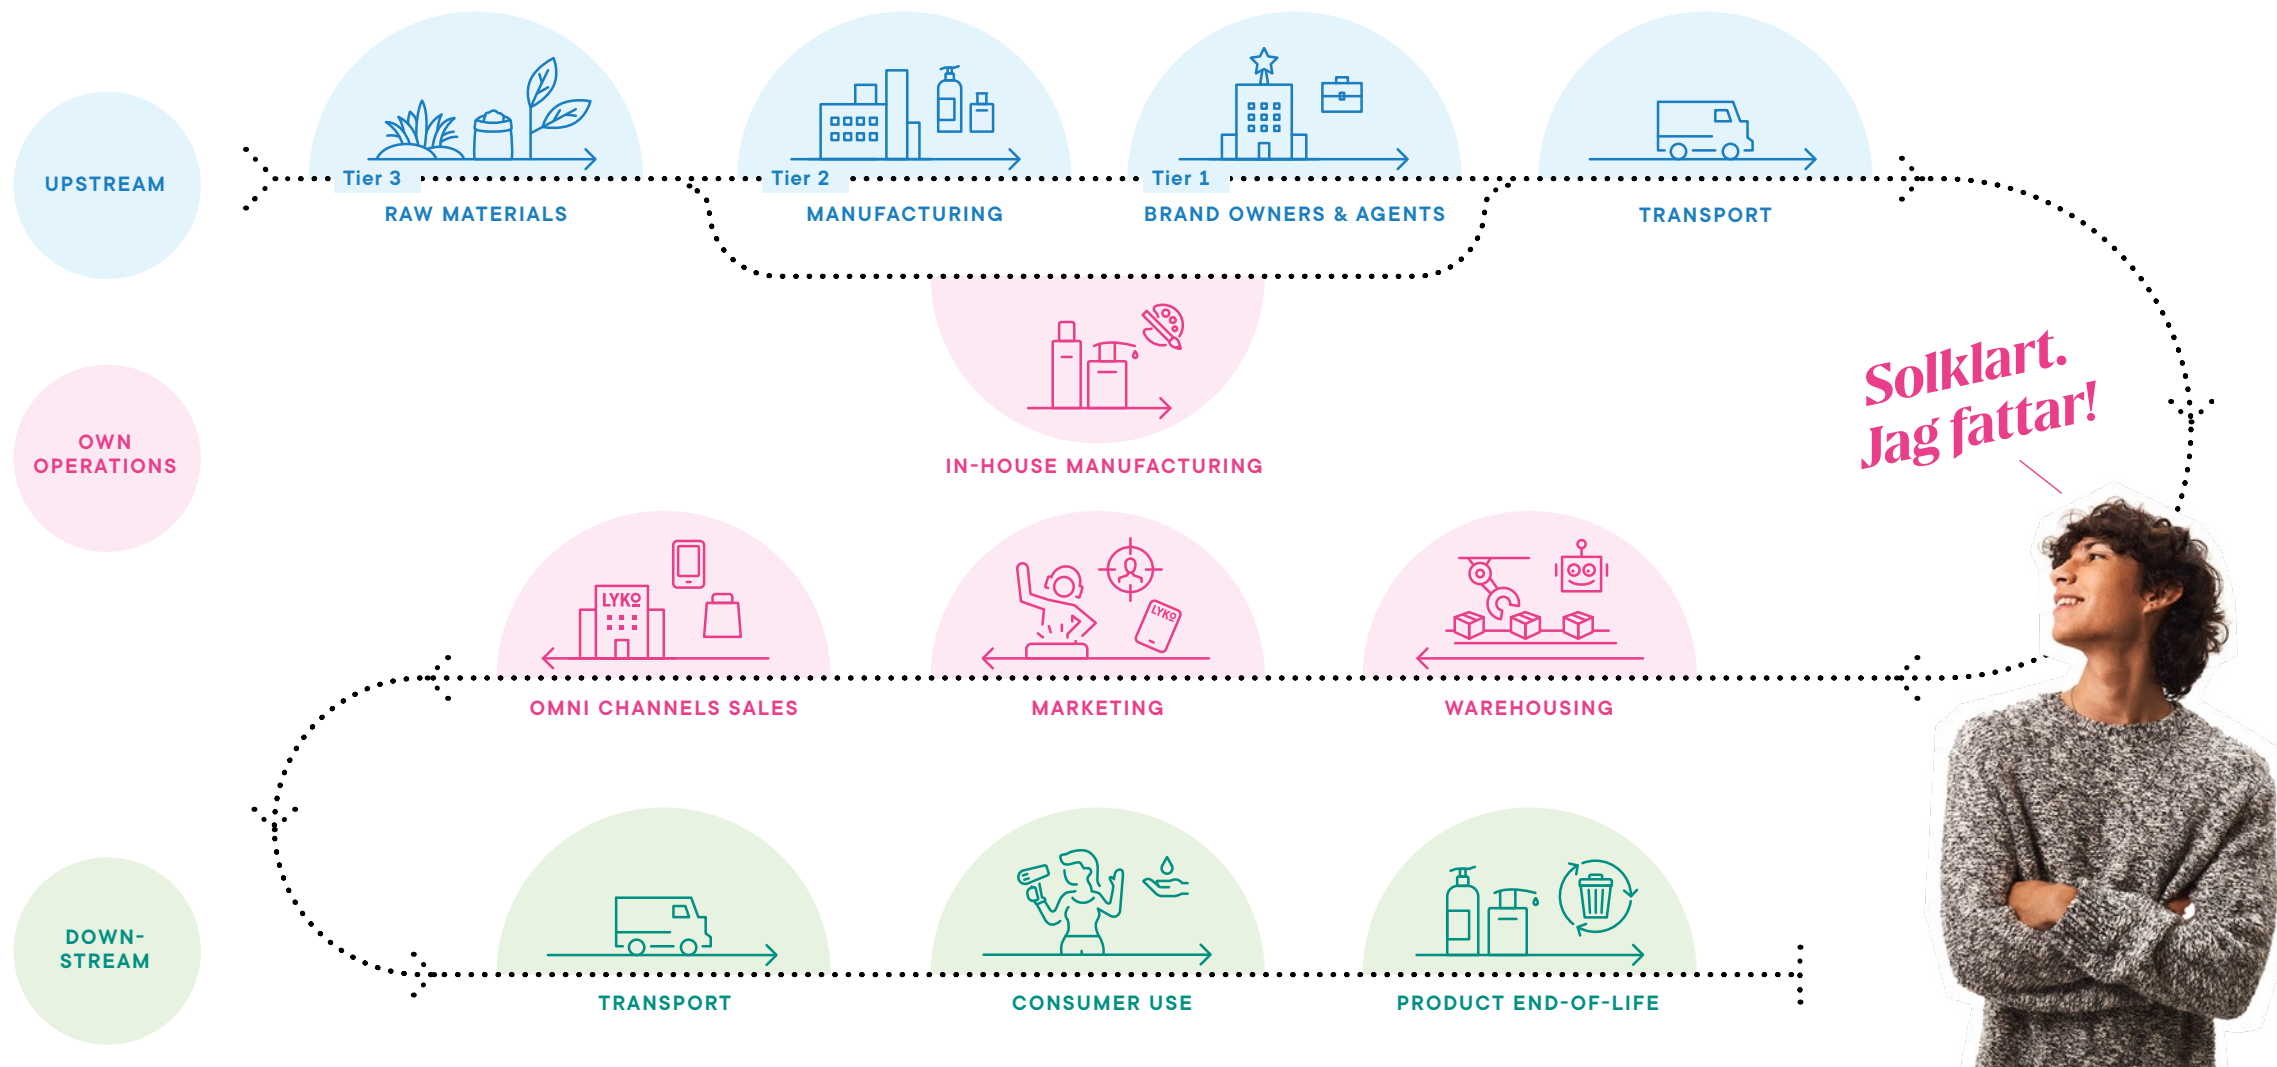 UPSTREAM
Tier 3
RAW MATERIALS
Tier 2
MANUFACTURING
Tier 1
BRAND OWNERS & AGENTS
TRANSPORT
OWN
OPERATIONS
IN-HOUSE MANUFACTURING
Solklart.
Jag fattar!
LYKO
OMNI CHANNELS SALES
LYKO
MARKETING
WAREHOUSING
DOWN-
STREAM
TRANSPORT
CONSUMER USE
PRODUCT END-OF-LIFE